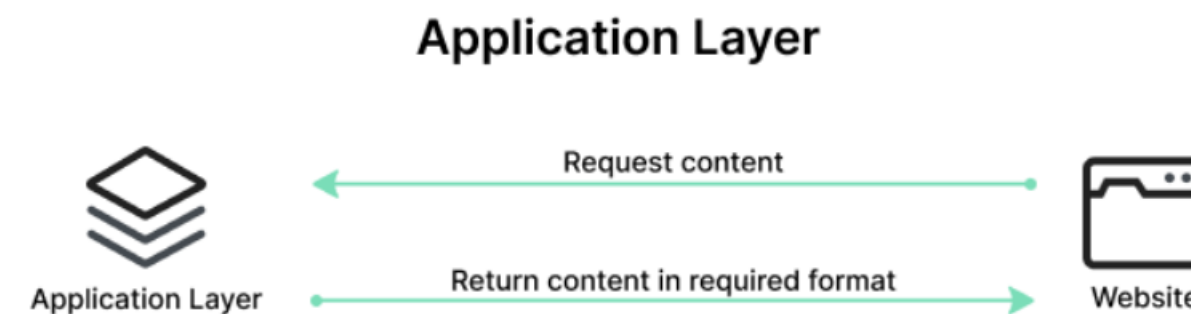 Application Layer
Request content
Return content in required format
Application Layer
Website